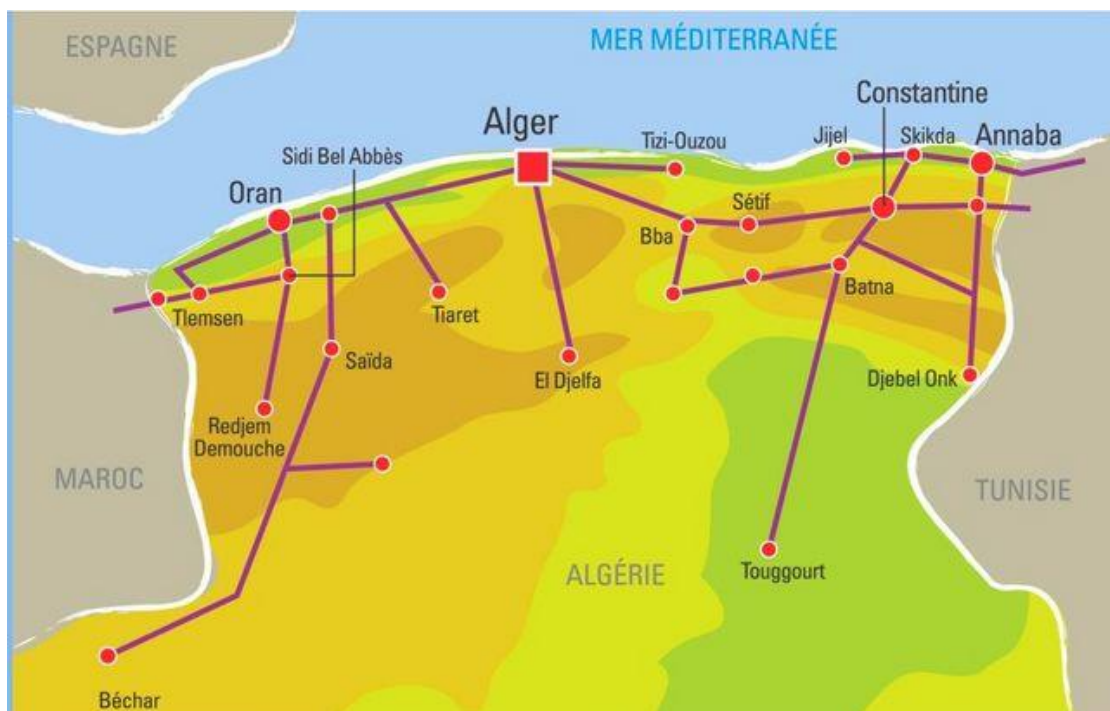 ESPAGNE
MER MÉDITERRANÉE
Constantine
Alger
Jijel
Skikda
Annaba
Tizi-Ouzou
Sidi Bel Abbès
Oran
Sétif
Bba
Batna
Tlemsen
Tiaret
Saïda
El Djelfa
Djebel Onk
Redjem
Demouche
MAROC
TUNISIE
ALGÉRIE
Touggourt
Béchar